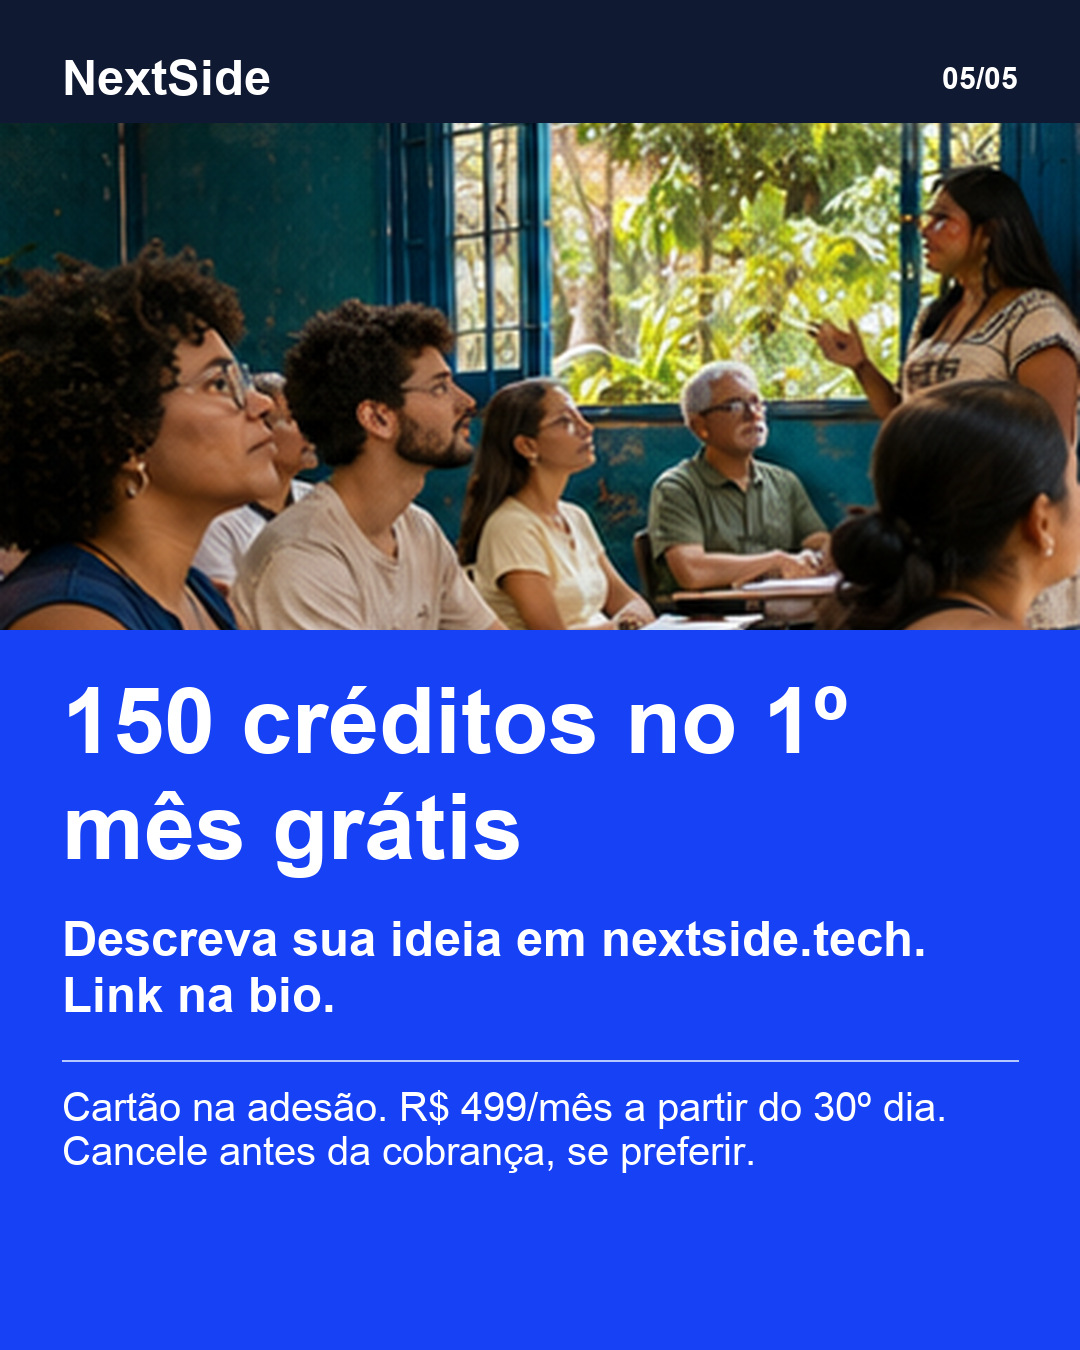 NextSide
05/05
150 créditos no 1º
mês grátis
Descreva sua ideia em nextside.tech.
Link na bio.
Cartão na adesão. R$ 499/mês a partir do 30º dia.
Cancele antes da cobrança, se preferir.